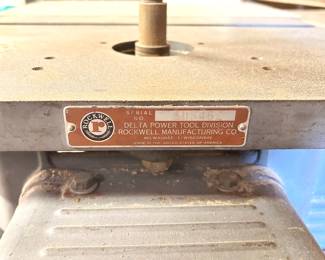 SERIAL
NO.
ROCKWELL
R
DELTA POWER TOOL DIVISION
ROCKWELL MANUFACTURING CO.
MILWAUKEE 1, WISCONSIN
MADE IN THE UNITED STATES OF AMERICA